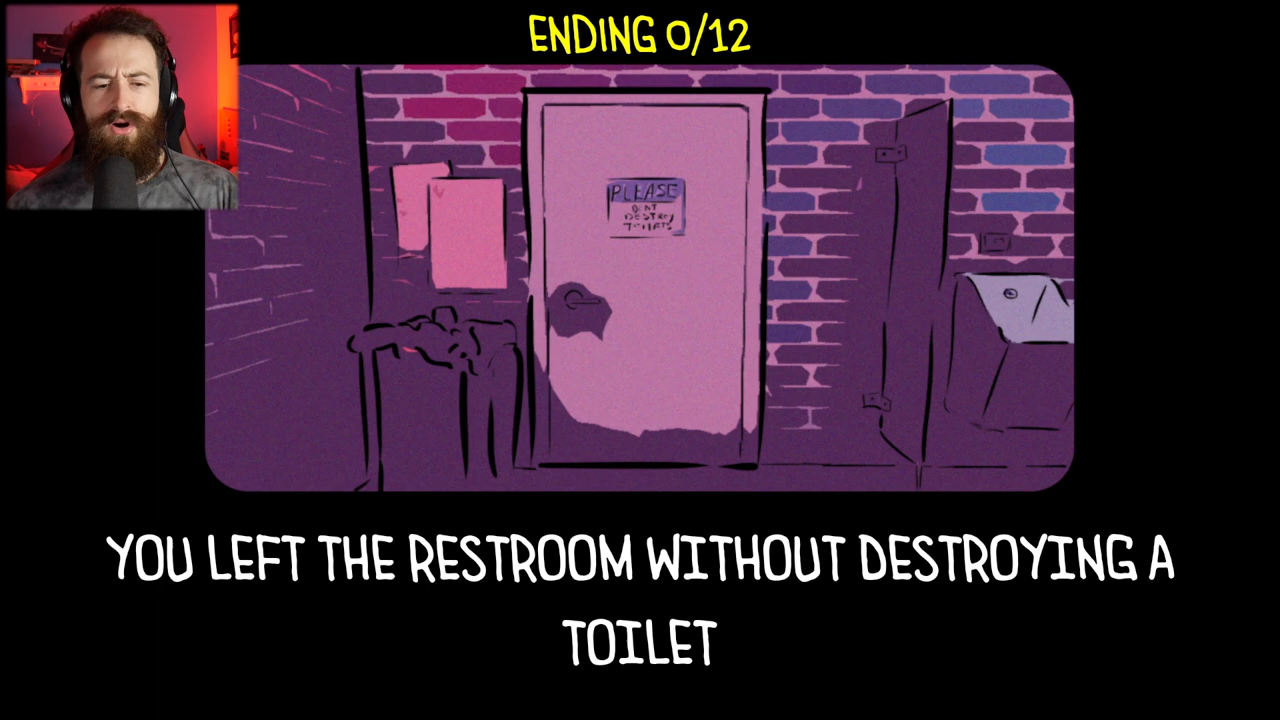 ENDING 0/12
PLEASE
DONT
DESTROY
TOILETS
YOU LEFT THE RESTROOM WITHOUT DESTROYING A
TOILET